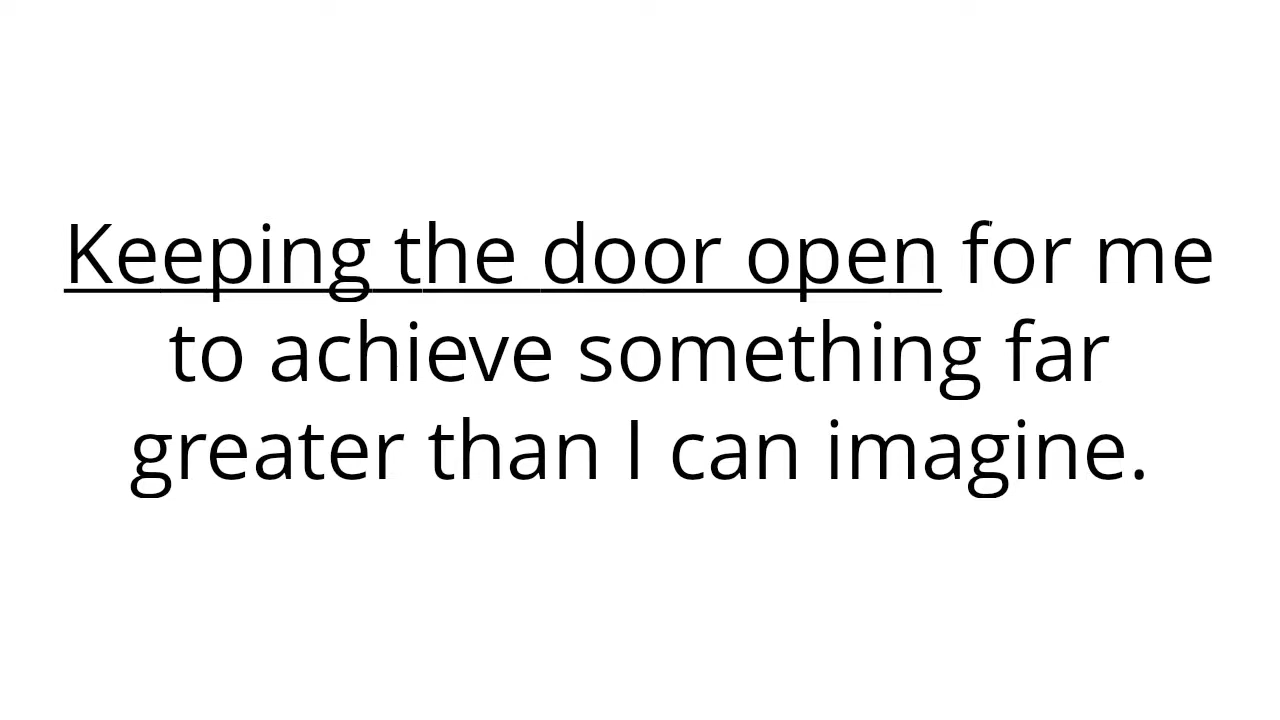 Keeping the door open for me
to achieve something far
greater than I can imagine.